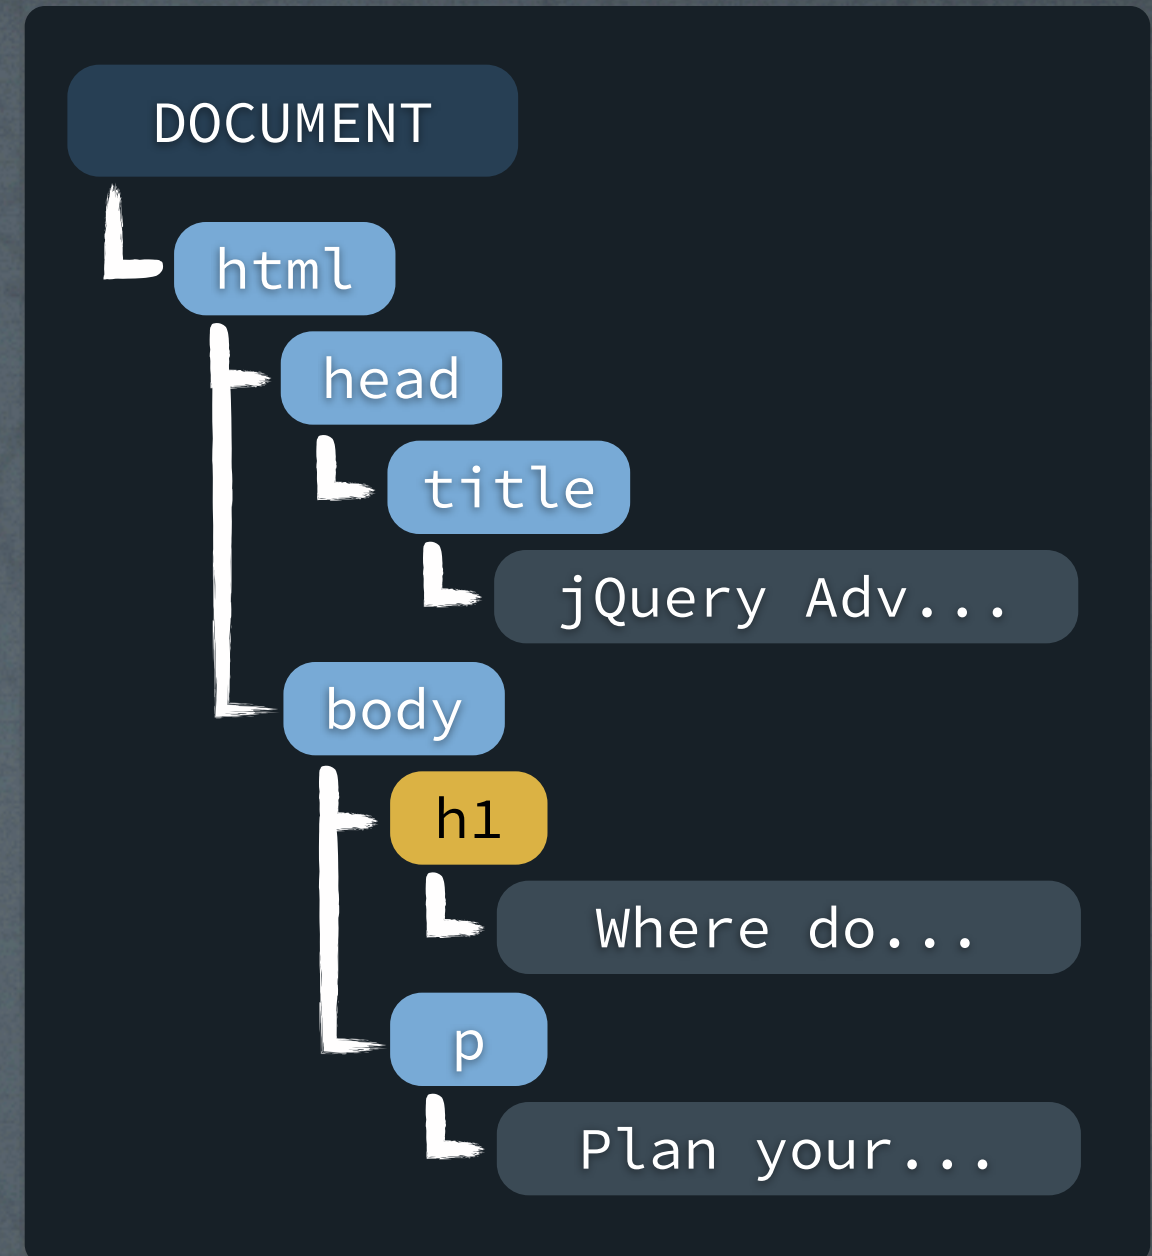 DOCUMENT
html
head
title
jQuery Adv...
body
h1
Where do...
p
Plan your...